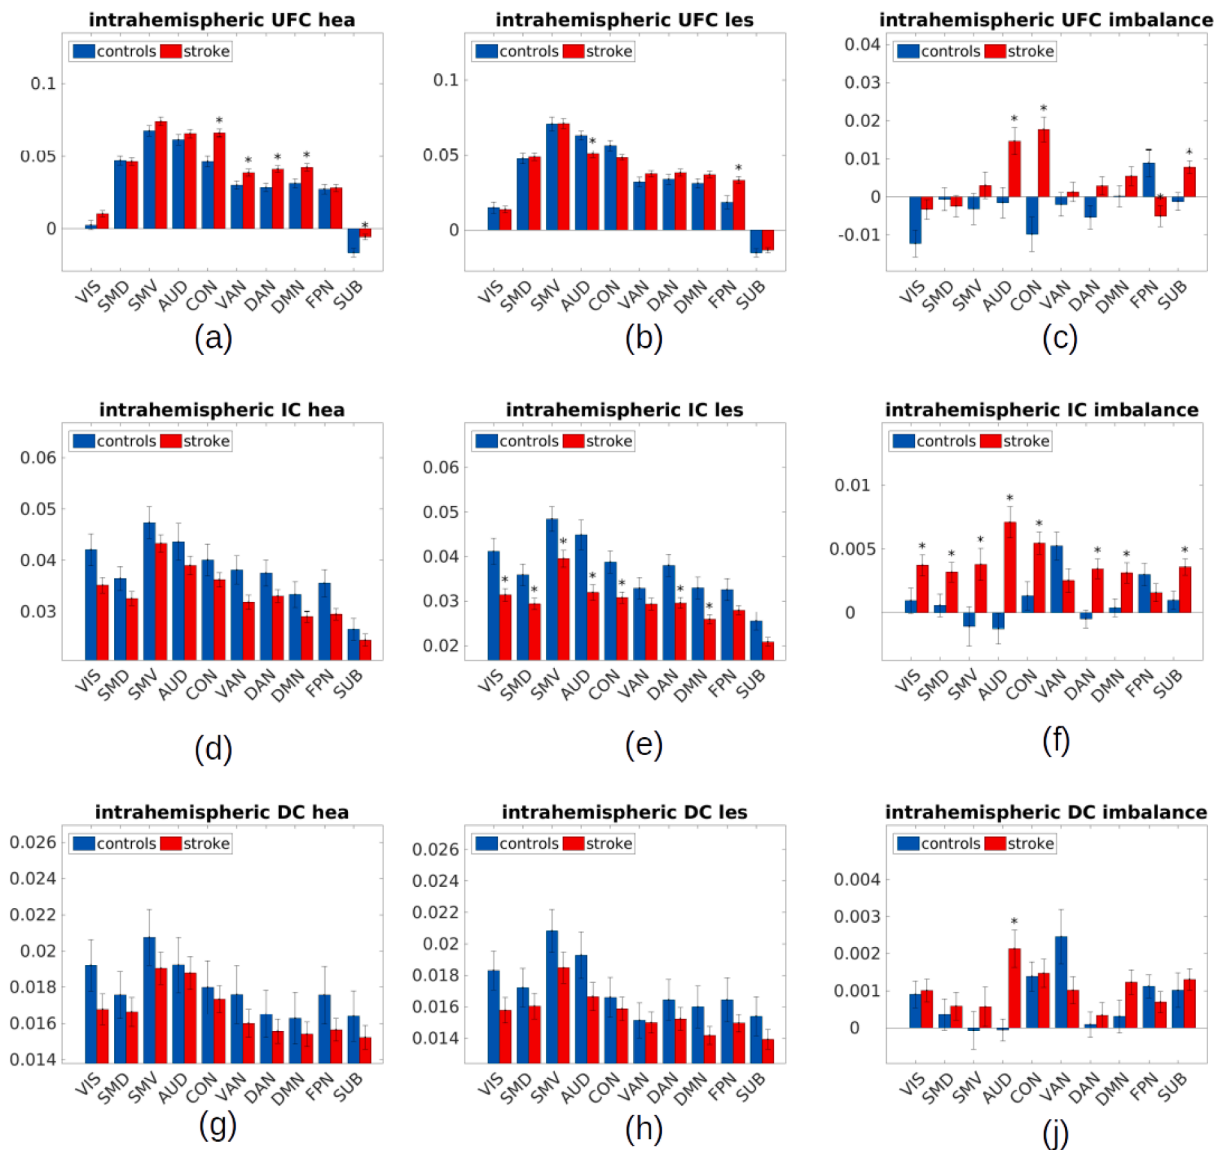 intrahemispheric UFC hea
controls stroke
0.1
0.05
0
*
*
*
*
*
VIS SMD SMV AUD CON VAN DAN DMN FPN SUB
(a)
intrahemispheric UFC les
controls stroke
0.1
0.05
0
*
*
VIS SMD SMV AUD CON VAN DAN DMN FPN SUB
(b)
intrahemispheric UFC imbalance
controls stroke
0.04
0.03
0.02
0.01
0
-0.01
*
*
*
*
VIS SMD SMV AUD CON VAN DAN DMN FPN SUB
(c)
intrahemispheric IC hea
controls stroke
0.06
0.05
0.04
0.03
VIS SMD SMV AUD CON VAN DAN DMN FPN SUB
(d)
intrahemispheric IC les
controls stroke
0.06
0.05
0.04
0.03
0.02
*
*
*
*
*
*
*
VIS SMD SMV AUD CON VAN DAN DMN FPN SUB
(e)
intrahemispheric IC imbalance
controls stroke
0.01
0.005
0
*
*
*
*
*
*
*
*
VIS SMD SMV AUD CON VAN DAN DMN FPN SUB
(f)
intrahemispheric DC hea
controls stroke
0.026
0.024
0.022
0.02
0.018
0.016
0.014
VIS SMD SMV AUD CON VAN DAN DMN FPN SUB
(g)
intrahemispheric DC les
controls stroke
0.026
0.024
0.022
0.02
0.018
0.016
0.014
VIS SMD SMV AUD CON VAN DAN DMN FPN SUB
(h)
intrahemispheric DC imbalance
controls stroke
0.004
0.003
0.002
0.001
0
*
VIS SMD SMV AUD CON VAN DAN DMN FPN SUB
(j)